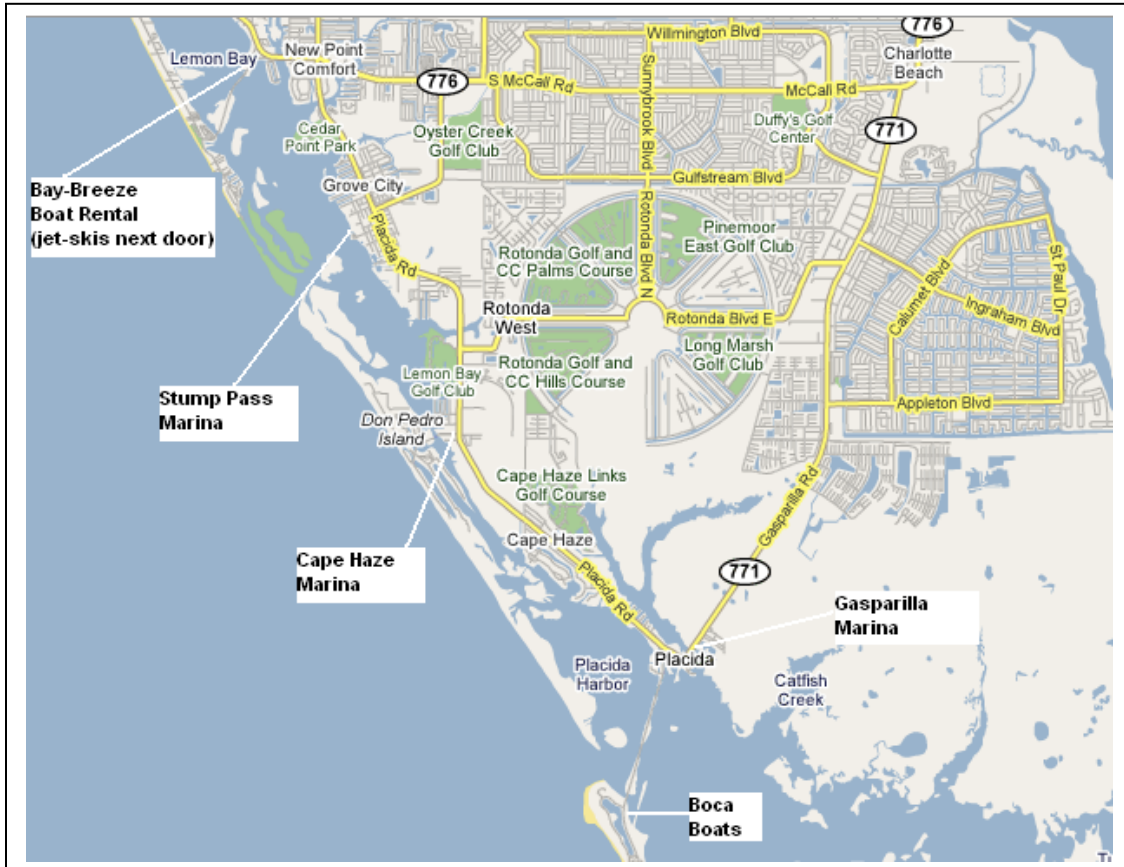 776
Wilmington Blvd
Lemon Bay
New Point
Comfort
Charlotte
Beach
776
S McCall Rd
McCall Rd
Sunnybrook Blvd
Cedar
Point Park
Oyster Creek
Golf Club
Duffy's Golf
Center
771
Bay-Breeze
Boat Rental
(jet-skis next door)
Grove City
Gulfstream Blvd
Placida Rd
Rotonda Golf and
CC Palms Course
Rotonda Blvd N
Pinemoor
East Golf Club
Calumet Blvd
St Paul Dr
Ingraham Blvd
Rotonda
West
Rotonda Blvd E
Lemon Bay
Golf Club
Rotonda Golf and
CC Hills Course
Long Marsh
Golf Club
Stump Pass
Marina
Don Pedro
Island
Appleton Blvd
Cape Haze Links
Golf Course
Gasparilla Rd
Cape Haze
Cape Haze
Marina
Placida Rd
771
Gasparilla
Marina
Placida
Placida
Harbor
Catfish
Creek
Boca
Boats